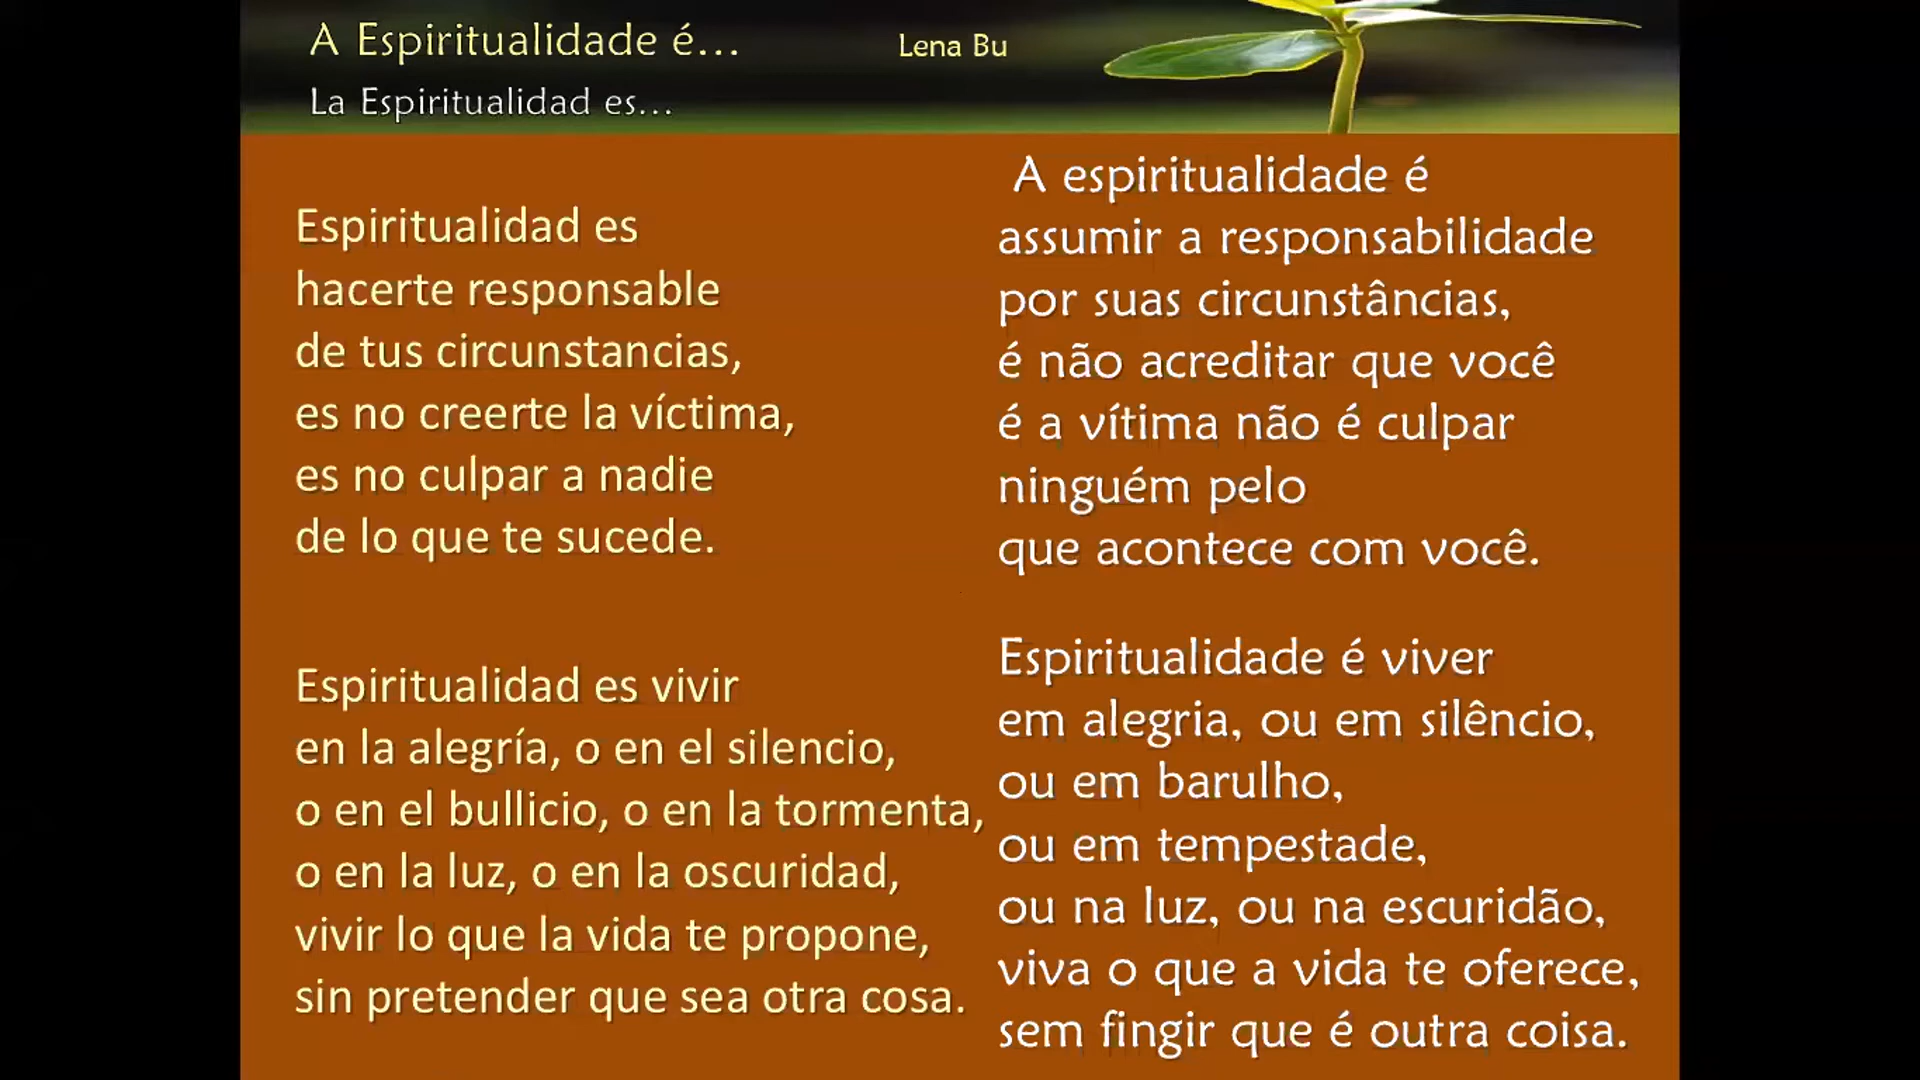 A Espiritualidade é...
Lena Bu
La Espiritualidad es...
Espiritualidad es
hacerte responsable
de tus circunstancias,
es no creerte la víctima,
es no culpar a nadie
de lo que te sucede.
Espiritualidad es vivir
en la alegría, o en el silencio,
o en el bullicio, o en la tormenta,
o en la luz, o en la oscuridad,
vivir lo que la vida te propone,
sin pretender que sea otra cosa.
A espiritualidade é
assumir a responsabilidade
por suas circunstâncias,
é não acreditar que você
é a vítima não é culpar
ninguém pelo
que acontece com você.
Espiritualidade é viver
em alegria, ou em silêncio,
ou em barulho,
ou em tempestade,
ou na luz, ou na escuridão,
viva o que a vida te oferece,
sem fingir que é outra coisa.